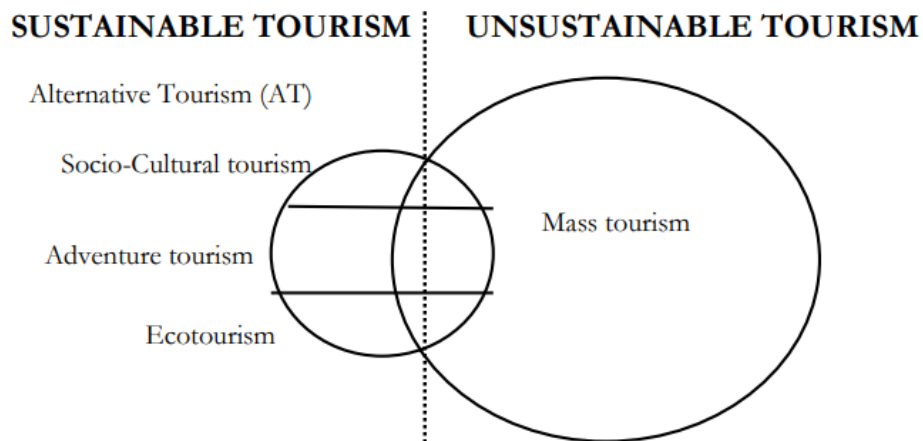 SUSTAINABLE TOURISM
UNSUSTAINABLE TOURISM
Alternative Tourism (AT)
Socio-Cultural tourism
Adventure tourism
Ecotourism
Mass tourism